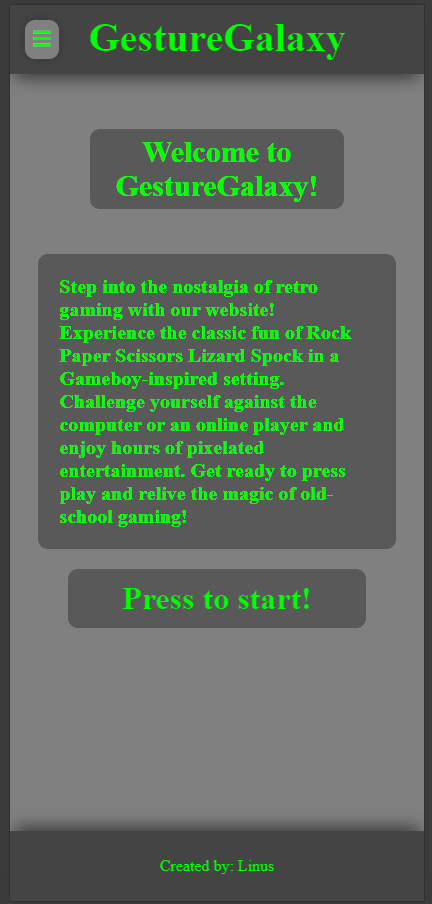 GestureGalaxy
Welcome to
GestureGalaxy!
Step into the nostalgia of retro
gaming with our website!
Experience the classic fun of Rock
Paper Scissors Lizard Spock in a
Gameboy-inspired setting.
Challenge yourself against the
computer or an online player and
enjoy hours of pixelated
entertainment. Get ready to press
play and relive the magic of old-
school gaming!
Press to start!
Created by: Linus